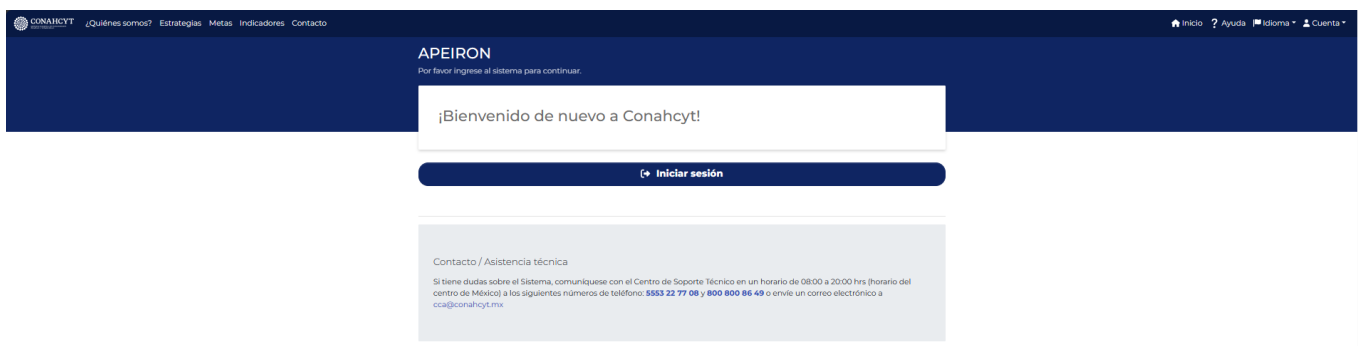 CONAHCYT ¿Quiénes somos? Estrategias Metas Indicadores Contacto Inicio ? Ayuda Idioma Cuenta
APEIRON
Por favor ingrese al sistema para continuar.
¡Bienvenido de nuevo a Conahcyt!
Iniciar sesión
Contacto / Asistencia técnica
Si tiene dudas sobre el Sistema, comuníquese con el Centro de Soporte Técnico en un horario de 08:00 a 20:00 hrs (horario del
centro de México) a los siguientes números de teléfono: 5553 22 77 08 y 800 800 86 49 o envíe un correo electrónico a
cca@conahcyt.mx